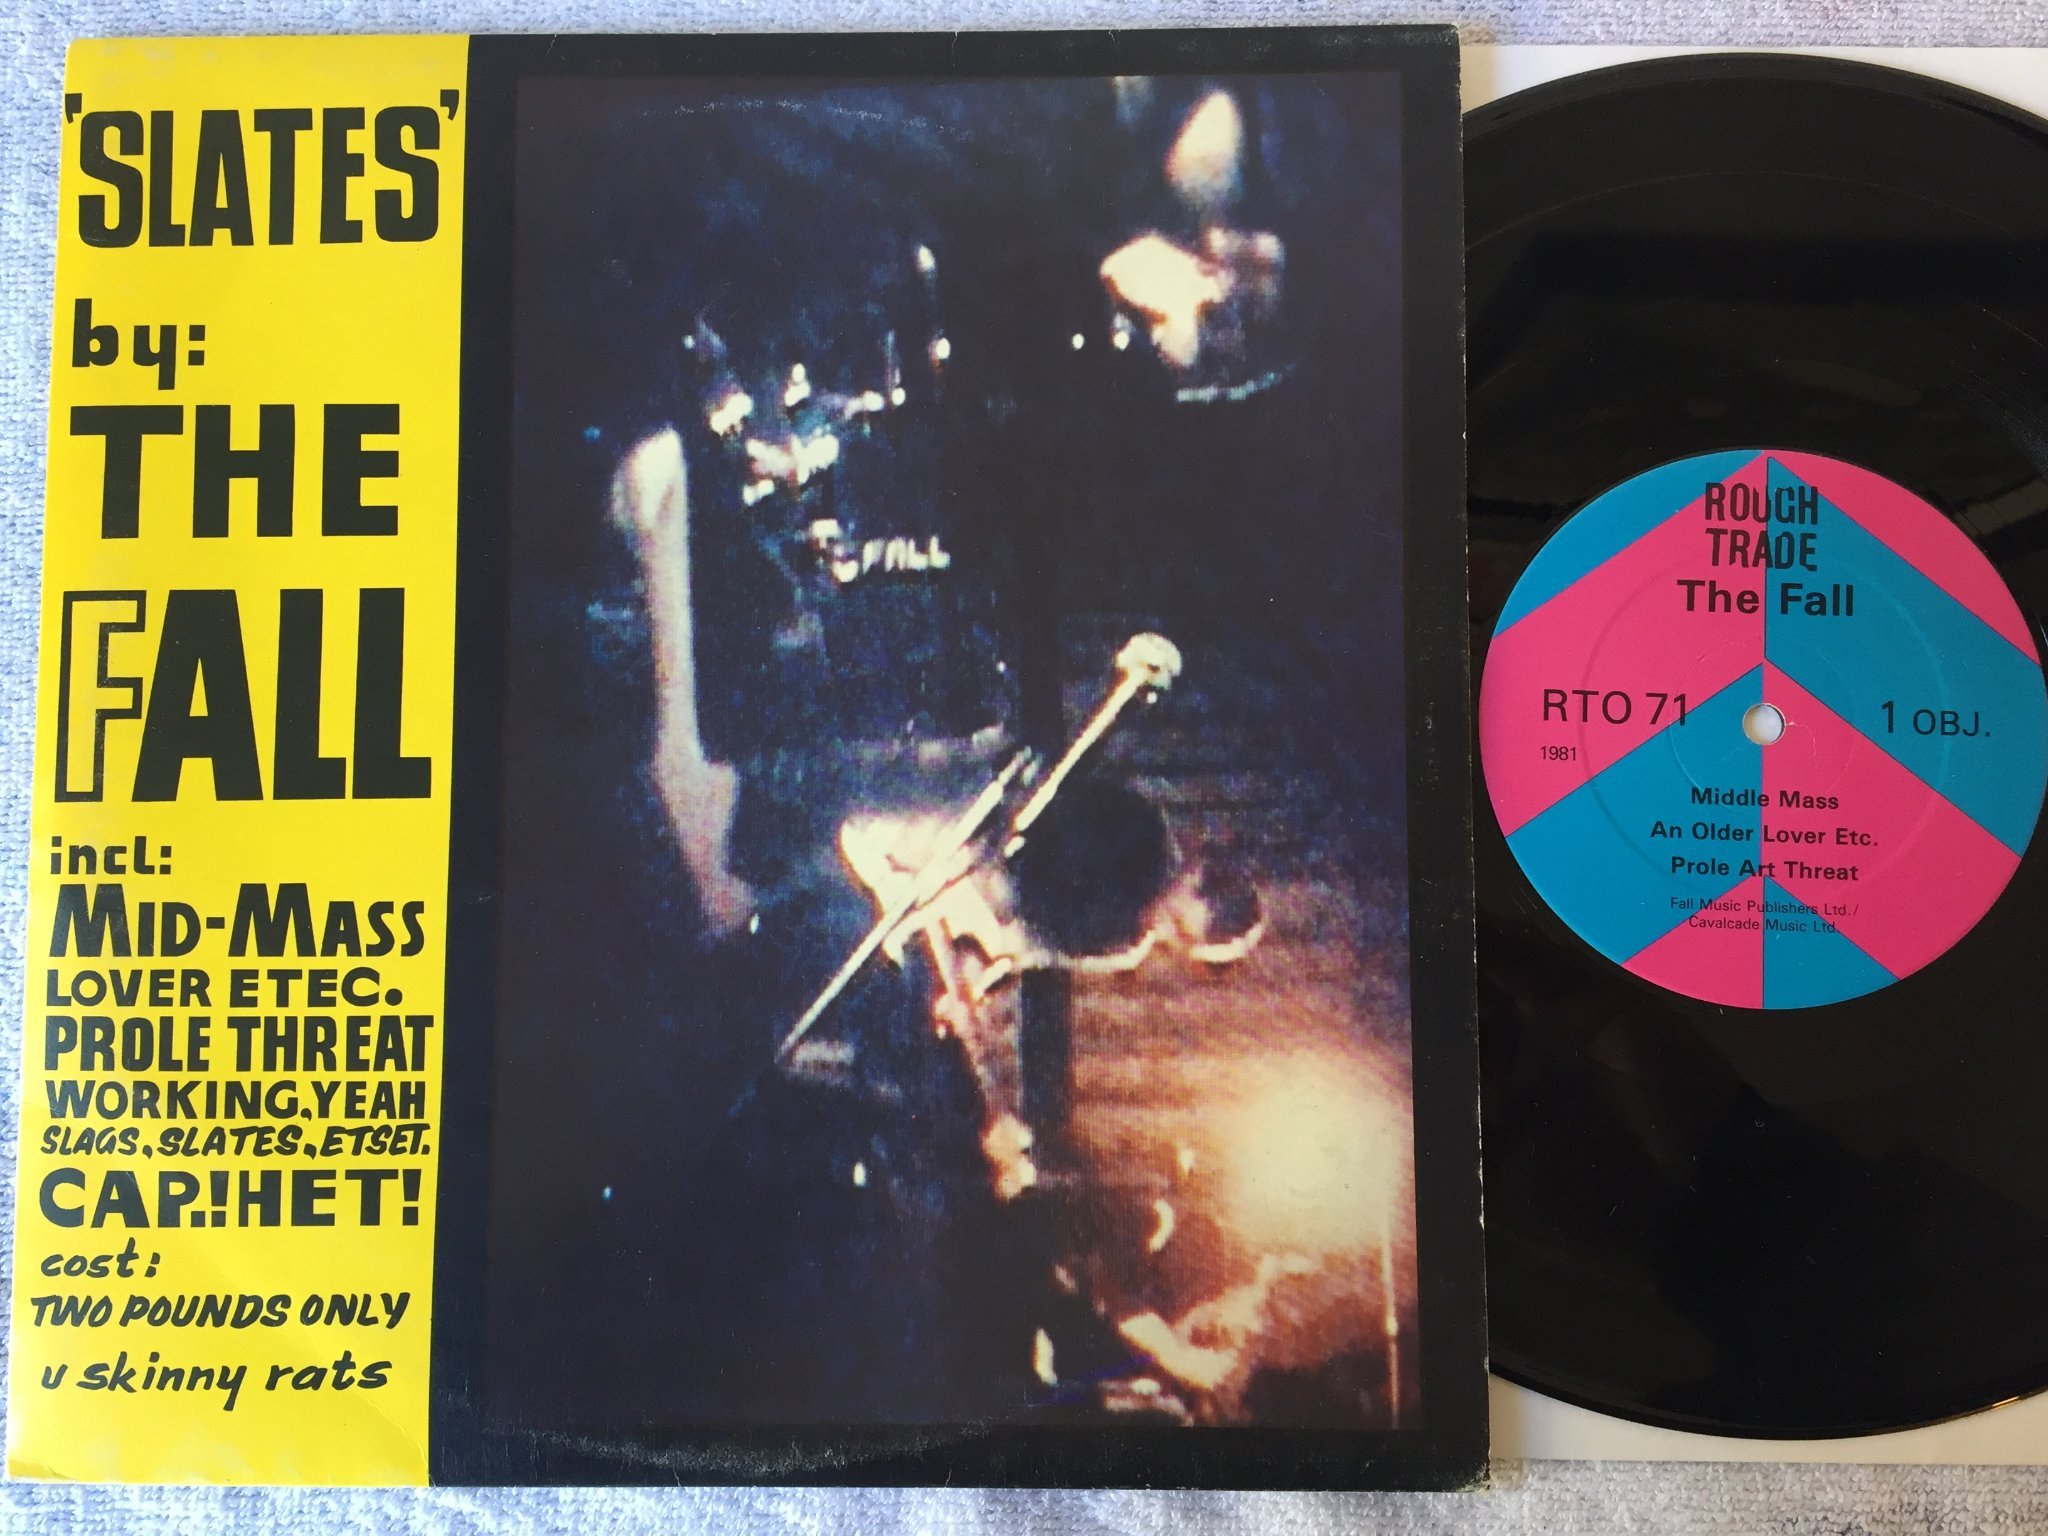 'SLATES'
by:
THE
FALL
incl:
MID-MASS
LOVER ETEC.
PROLE THREAT
WORKING, YEAH
SLAGS, SLATES, ETSET.
CAP.!HET!
cost:
TWO POUNDS ONLY
u skinny rats
FALL
ROUGH
TRADE
The Fall
RTO 71
1 OBJ.
1981
Middle Mass
An Older Lover Etc.
Prole Art Threat
Fall Music Publishers Ltd./
Cavalcade Music Ltd.